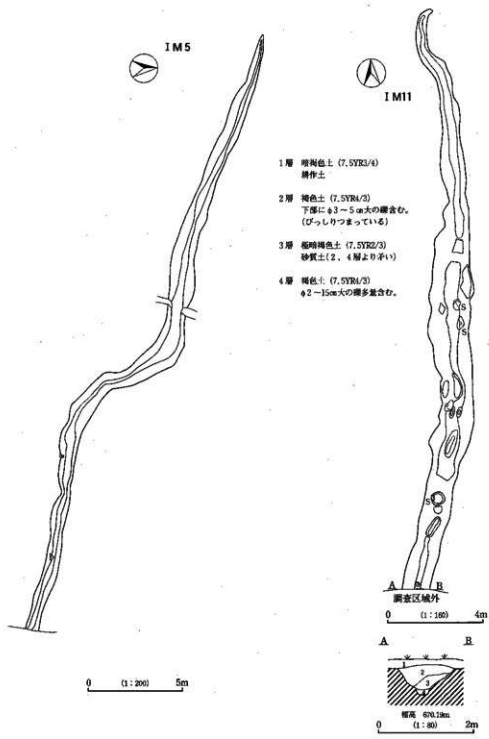 I M 5
I M11
1層 暗褐色土 (7.5YR3/4)
耕作土
2層 褐色土 (7.5YR4/3)
下部にφ3～5㎝大の礫含む。
(びっしりつまっている)
3層 極暗褐色土 (7.5YR2/3)
砂質土(2、4層より赤い)
4層 褐色土 (7.5YR4/3)
φ2～15cm大の礫多量含む。
S
S
S
A B
調査区域外
0 (1:160) 4m
A B
1
2
3
4
標高 670.19m
0 (1:80) 2m
0 (1:200) 5m